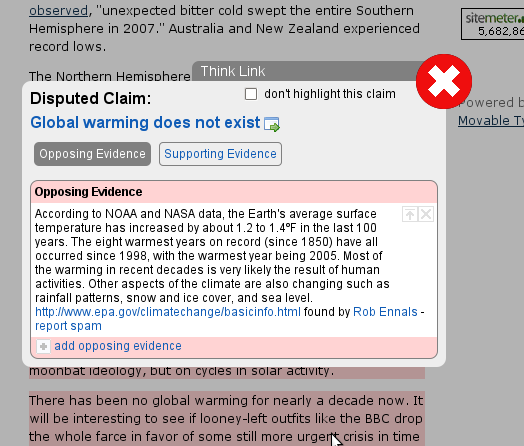 observed, "unexpected bitter cold swept the entire Southern
Hemisphere in 2007." Australia and New Zealand experienced
record lows.
sitemeter
5,682,86
The Northern Hemisphere
Think Link
Powered b
Movable Ty
Disputed Claim:
don't highlight this claim
Global warming does not exist
Opposing Evidence
Supporting Evidence
Opposing Evidence
According to NOAA and NASA data, the Earth's average surface
temperature has increased by about 1.2 to 1.4ºF in the last 100
years. The eight warmest years on record (since 1850) have all
occurred since 1998, with the warmest year being 2005. Most of
the warming in recent decades is very likely the result of human
activities. Other aspects of the climate are also changing such as
rainfall patterns, snow and ice cover, and sea level.
http://www.epa.gov/climatechange/basicinfo.html found by Rob Ennals -
report spam
add opposing evidence
moonbat ideology, but on cycles in solar activity.
There has been no global warming for nearly a decade now. It
will be interesting to see if looney-left outfits like the BBC drop
the whole farce in favor of some still more urgent crisis in time